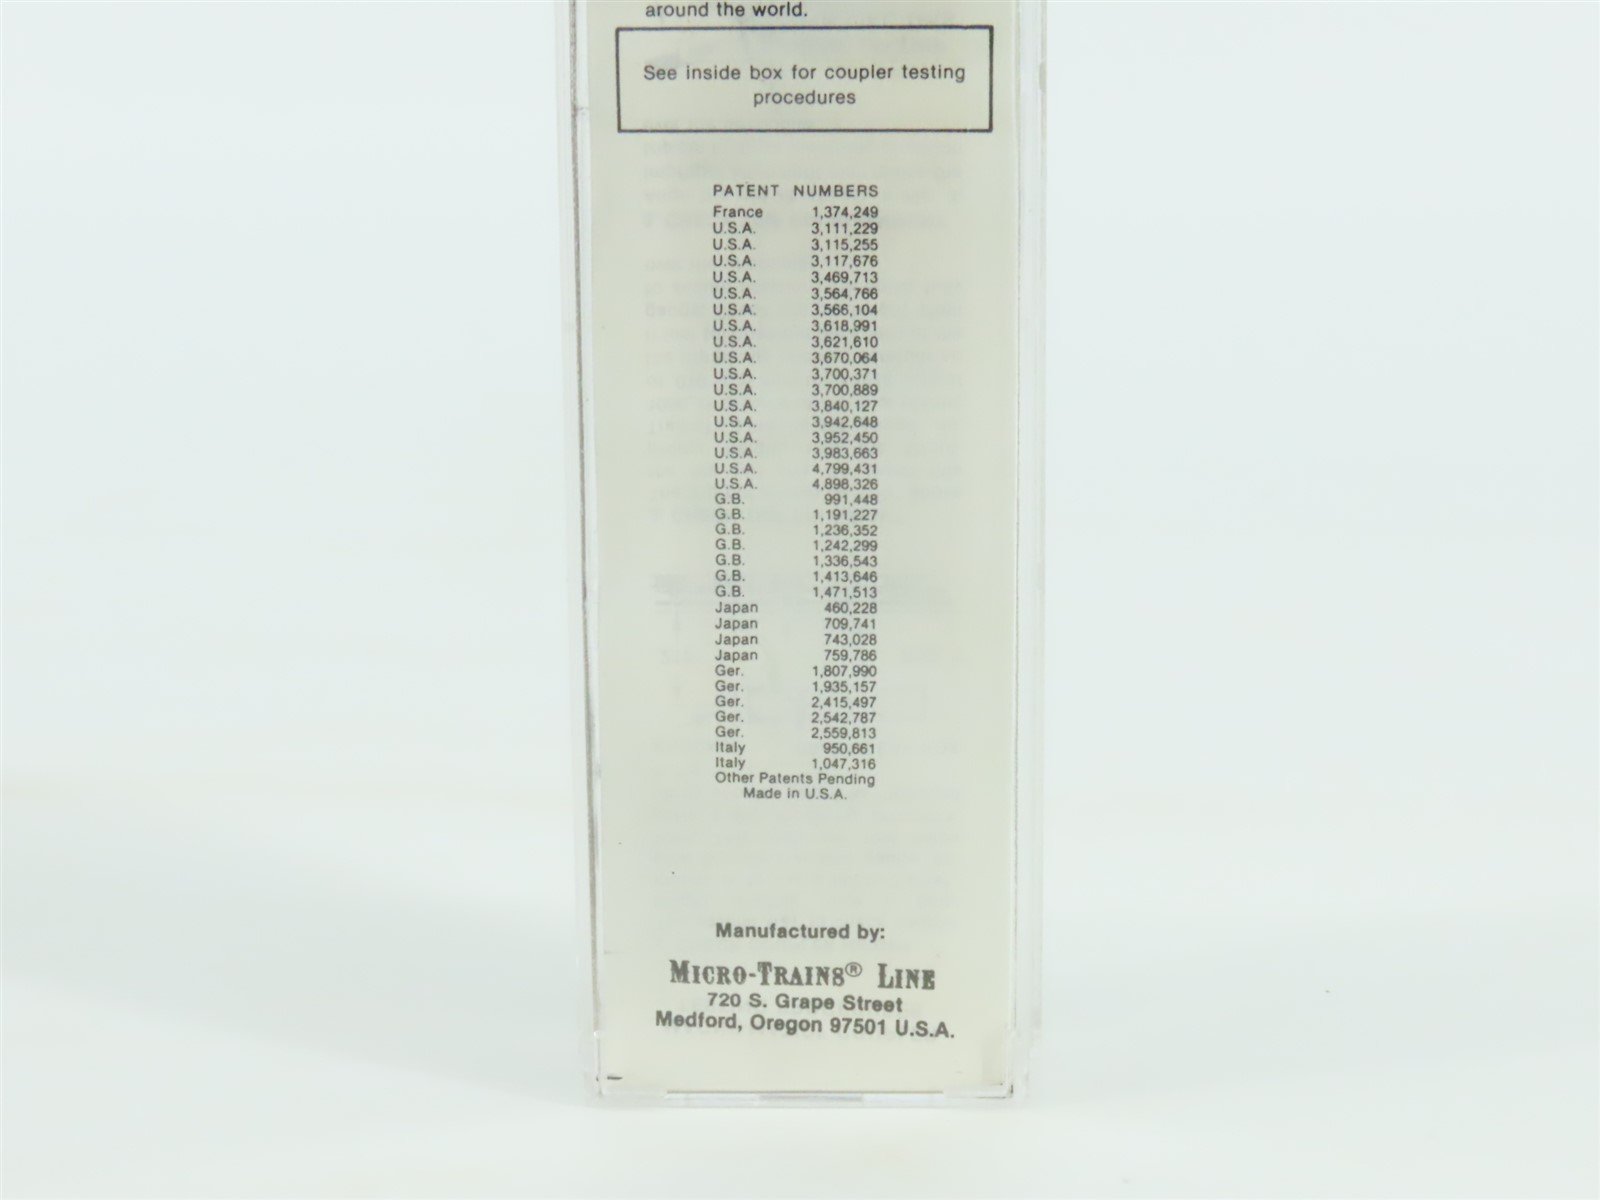 around the world.
See inside box for coupler testing
procedures
PATENT NUMBERS
France 1,374,249
U.S.A. 3,111,229
U.S.A. 3,115,255
U.S.A. 3,117,676
U.S.A. 3,469,713
U.S.A. 3,564,766
U.S.A. 3,566,104
U.S.A. 3,618,991
U.S.A. 3,621,610
U.S.A. 3,670,064
U.S.A. 3,700,371
U.S.A. 3,700,889
U.S.A. 3,840,127
U.S.A. 3,942,648
U.S.A. 3,952,450
U.S.A. 3,983,663
U.S.A. 4,799,431
U.S.A. 4,898,326
G.B. 991,448
G.B. 1,191,227
G.B. 1,236,352
G.B. 1,242,299
G.B. 1,336,543
G.B. 1,413,646
G.B. 1,471,513
Japan 460,228
Japan 709,741
Japan 743,028
Japan 759,786
Ger. 1,807,990
Ger. 1,935,157
Ger. 2,415,497
Ger. 2,542,787
Ger. 2,559,813
Italy 950,661
Italy 1,047,316
Other Patents Pending
Made in U.S.A.
Manufactured by:
MICRO-TRAINS® LINE
720 S. Grape Street
Medford, Oregon 97501 U.S.A.